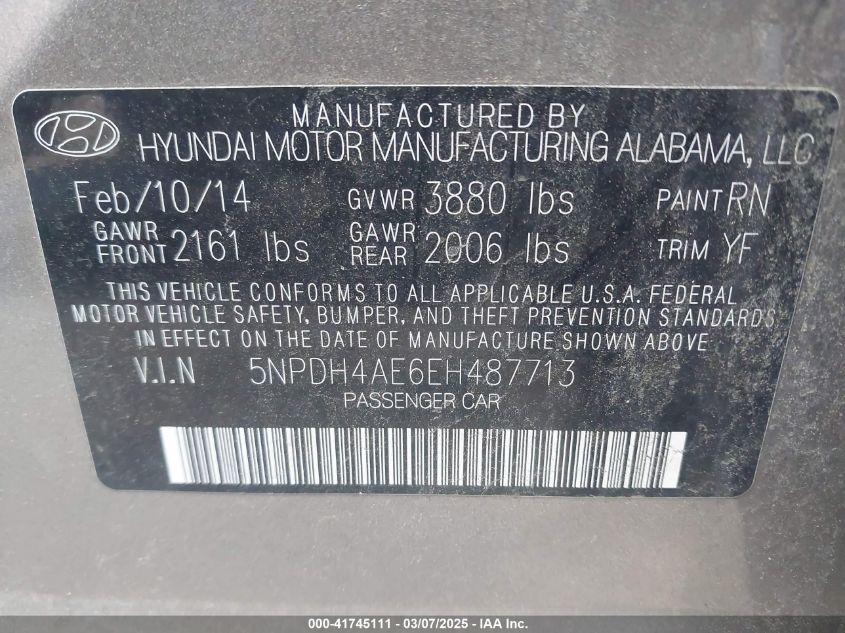 MANUFACTURED BY
HYUNDAI MOTOR MANUFACTURING ALABAMA, LLC
Feb/10/14 GVWR 3880 lbs PAINT RN
GAWR FRONT 2161 lbs GAWR REAR 2006 lbs TRIM YF
THIS VEHICLE CONFORMS TO ALL APPLICABLE U.S.A. FEDERAL
MOTOR VEHICLE SAFETY, BUMPER, AND THEFT PREVENTION STANDARDS
IN EFFECT ON THE DATE OF MANUFACTURE SHOWN ABOVE
V.I.N 5NPDH4AE6EH487713
PASSENGER CAR
000-41745111 — 03/07/2025 — IAA Inc.